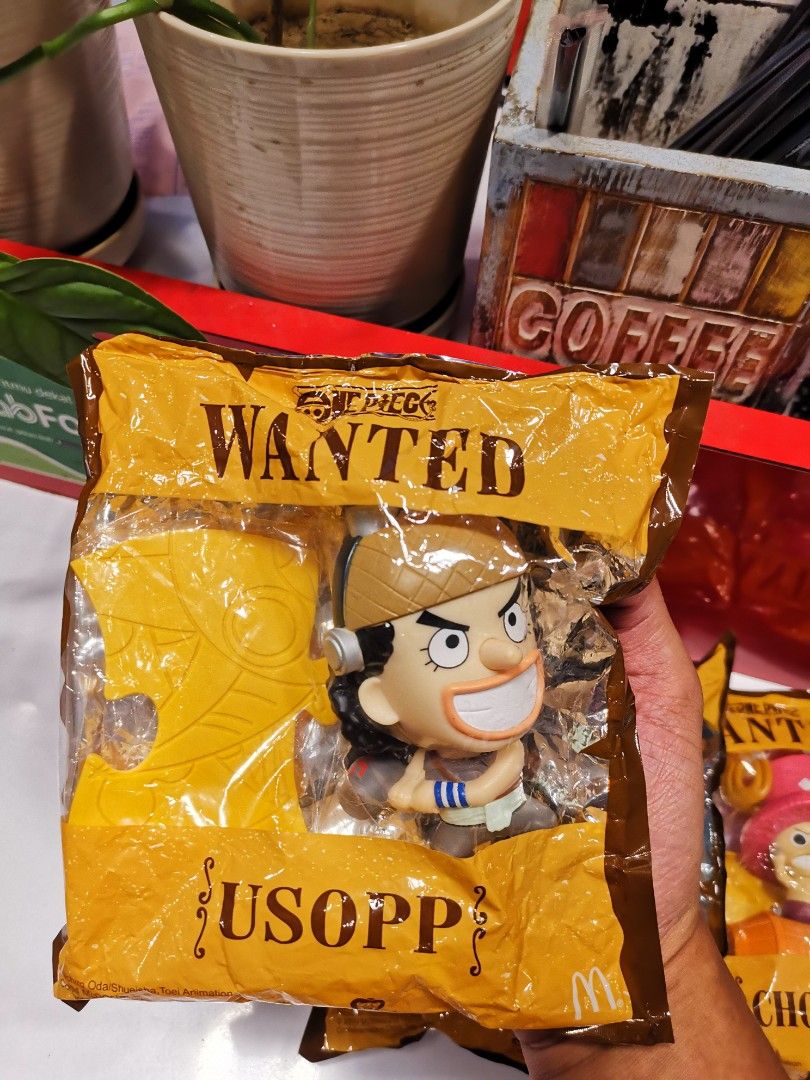 COFFEE
ONE PIECE
WANTED
USOPP
Oda/Shueisha, Toei Animation
M
ANT
CHO